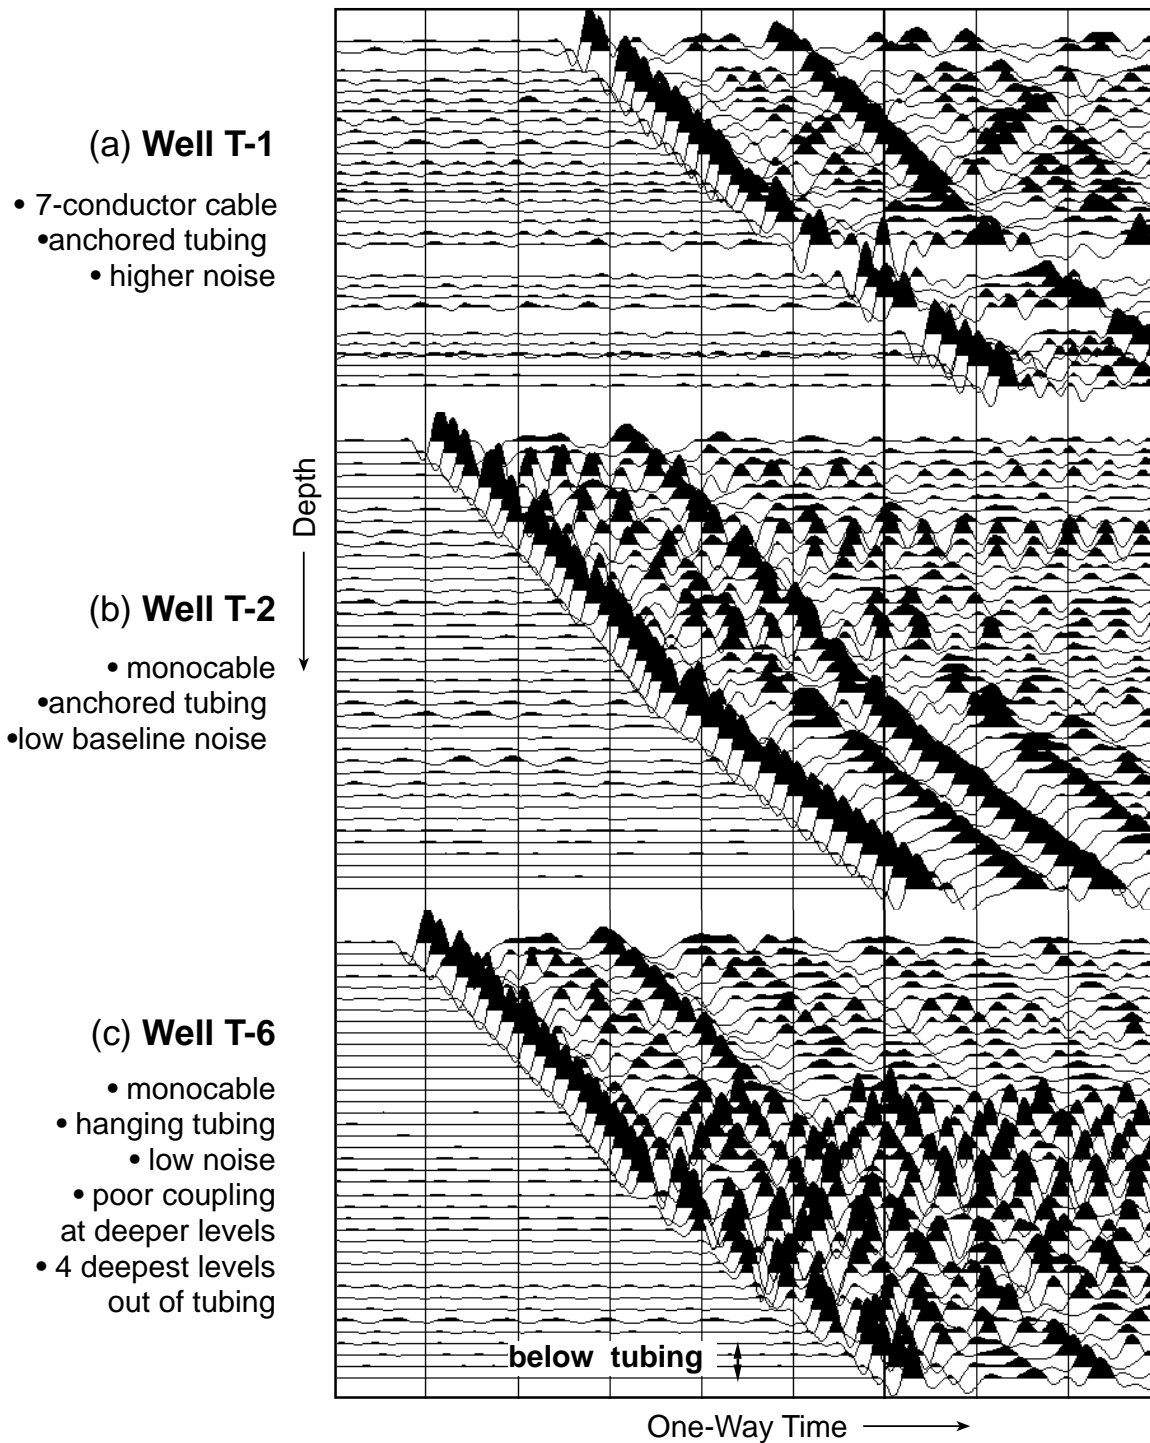 (a) Well T-1
• 7-conductor cable
•anchored tubing
• higher noise
Depth
(b) Well T-2
• monocable
•anchored tubing
•low baseline noise
(c) Well T-6
• monocable
• hanging tubing
• low noise
• poor coupling
at deeper levels
• 4 deepest levels
out of tubing
below tubing
One-Way Time